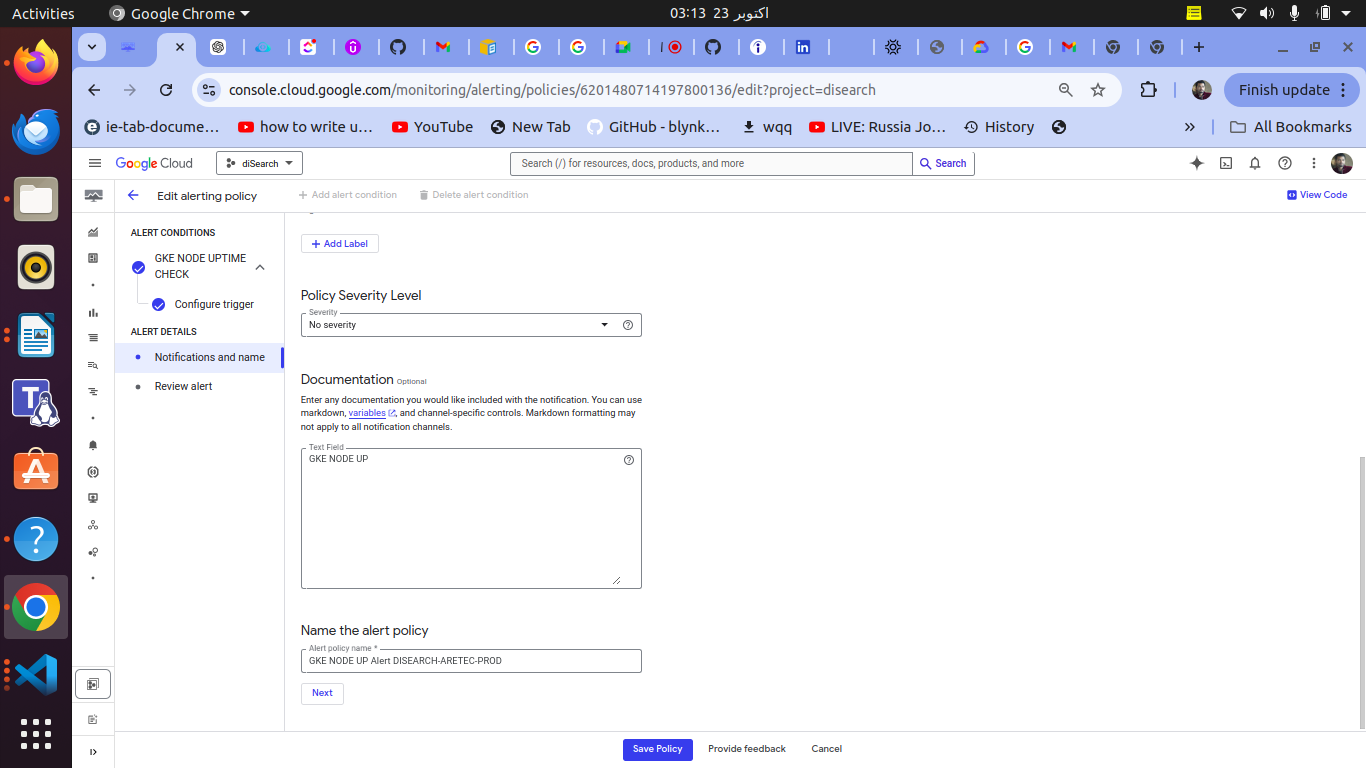 Activities
Google Chrome
03:13 23 اکتوبر
console.cloud.google.com/monitoring/alerting/policies/6201480714197800136/edit?project=disearch
Finish update
ie-tab-docume…
how to write u…
YouTube
New Tab
GitHub - blynk…
wqq
LIVE: Russia Jo…
History
»
All Bookmarks
Google Cloud
diSearch
Search (/) for resources, docs, products, and more
Search
Edit alerting policy
Add alert condition
Delete alert condition
View Code
ALERT CONDITIONS
GKE NODE UPTIME
CHECK
Configure trigger
ALERT DETAILS
Notifications and name
Review alert
Add Label
Policy Severity Level
Severity
No severity
Documentation Optional
Enter any documentation you would like included with the notification. You can use
markdown, variables, and channel-specific controls. Markdown formatting may
not apply to all notification channels.
Text Field
GKE NODE UP
Name the alert policy
Alert policy name *
GKE NODE UP Alert DISEARCH-ARETEC-PROD
Next
Save Policy
Provide feedback
Cancel